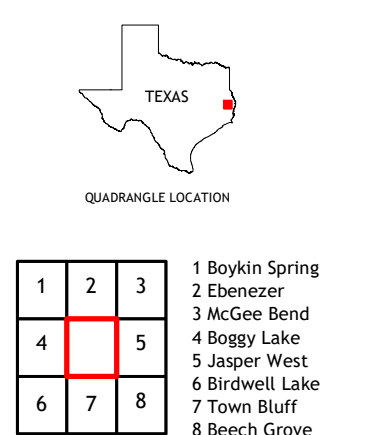 TEXAS
QUADRANGLE LOCATION
1 2 3
4 5
6 7 8
1 Boykin Spring
2 Ebenezer
3 McGee Bend
4 Boggy Lake
5 Jasper West
6 Birdwell Lake
7 Town Bluff
8 Beech Grove